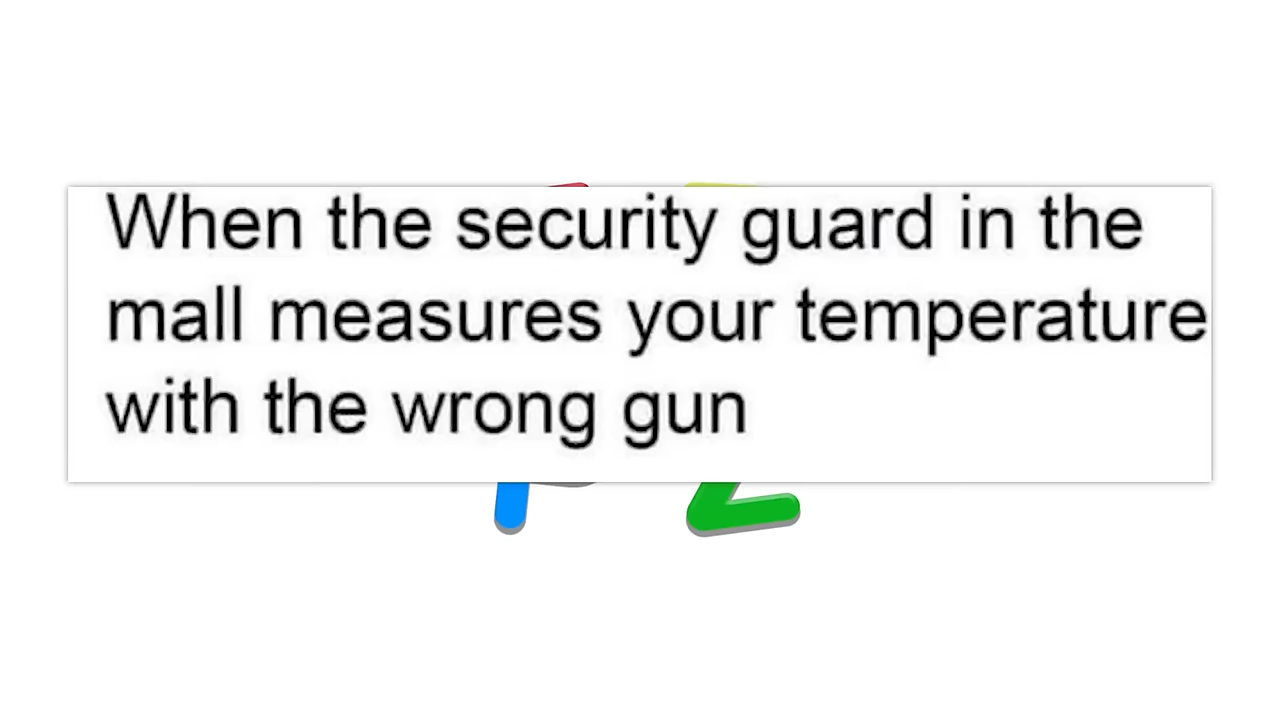 When the security guard in the
mall measures your temperature
with the wrong gun